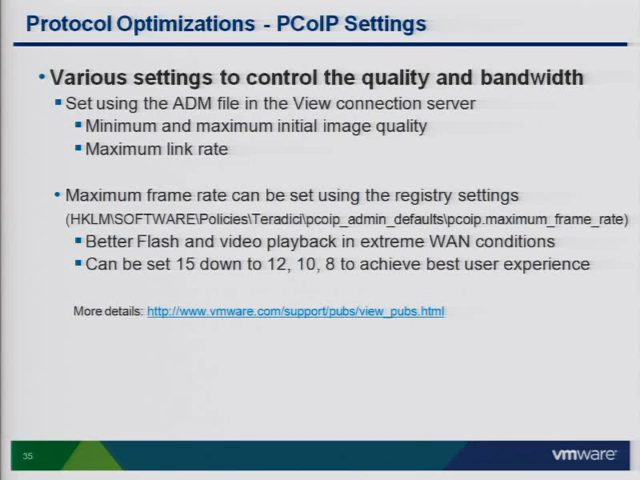 Protocol Optimizations - PCoIP Settings
• Various settings to control the quality and bandwidth
▪ Set using the ADM file in the View connection server
▪ Minimum and maximum initial image quality
▪ Maximum link rate
• Maximum frame rate can be set using the registry settings
(HKLM\SOFTWARE\Policies\Teradici\pcoip_admin_defaults\pcoip.maximum_frame_rate)
▪ Better Flash and video playback in extreme WAN conditions
▪ Can be set 15 down to 12, 10, 8 to achieve best user experience
More details: http://www.vmware.com/support/pubs/view_pubs.html
35
vmware